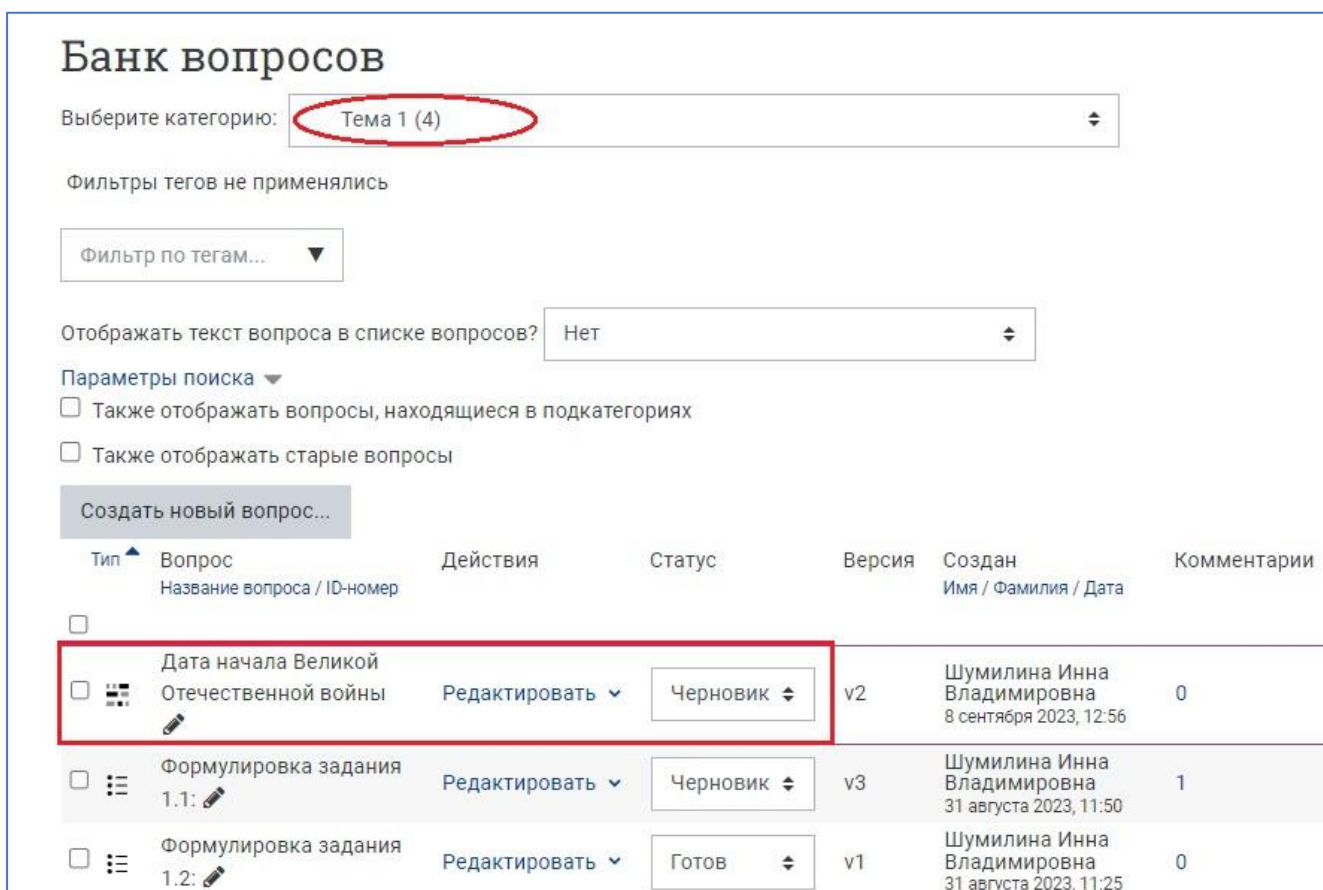 Банк вопросов
Выберите категорию: Тема 1 (4)
Фильтры тегов не применялись
Фильтр по тегам... ▼
Отображать текст вопроса в списке вопросов? Нет
Параметры поиска
Также отображать вопросы, находящиеся в подкатегориях
Также отображать старые вопросы
Создать новый вопрос...
Тип Вопрос Действия Статус Версия Создан Комментарии
Название вопроса / ID-номер Имя / Фамилия / Дата
Дата начала Великой
Отечественной войны Редактировать Черновик v2 Шумилина Инна
Владимировна 0
8 сентября 2023, 12:56
Формулировка задания
1.1: Редактировать Черновик v3 Шумилина Инна
Владимировна 1
31 августа 2023, 11:50
Формулировка задания
1.2: Редактировать Готов v1 Шумилина Инна
Владимировна 0
31 августа 2023, 11:25